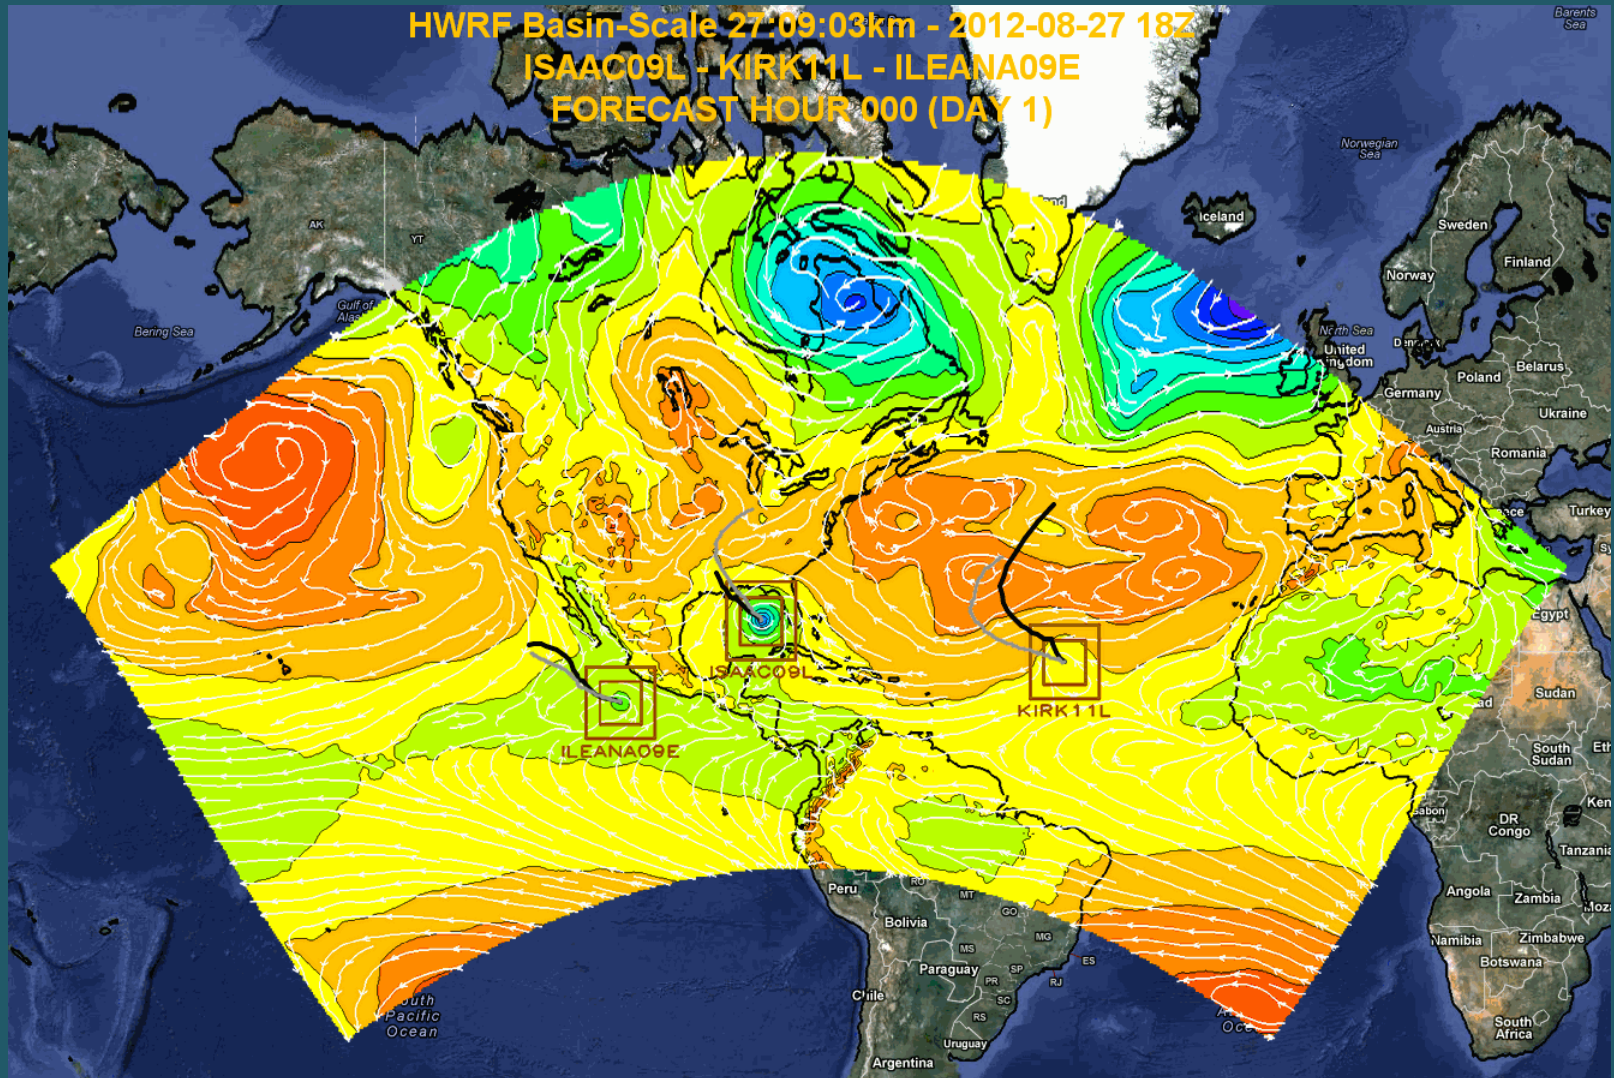 HWRF Basin-Scale 27:09:03km - 2012-08-27 18Z
ISAAC09L - KIRK11L - ILEANA09E
FORECAST HOUR 000 (DAY 1)
Barents
Sea
Norwegian
Sea
Iceland
AK
YT
Sweden
Finland
Norway
Gulf of
Bering Sea
North Sea
United
Kingdom
Belarus
Poland
Germany
Ukraine
Austria
Romania
Turkey
Egypt
ISAAC09L
KIRK11L
ILEANA09E
Sudan
South
Sudan
DR
Congo
Tanzania
Peru
RO
MT
Bolivia
GO
MG
MS
ES
Paraguay
SP
PR
RJ
SC
RS
Chile
Uruguay
Argentina
Angola
Zambia
Namibia
Zimbabwe
Botswana
South
Africa
Pacific
Ocean